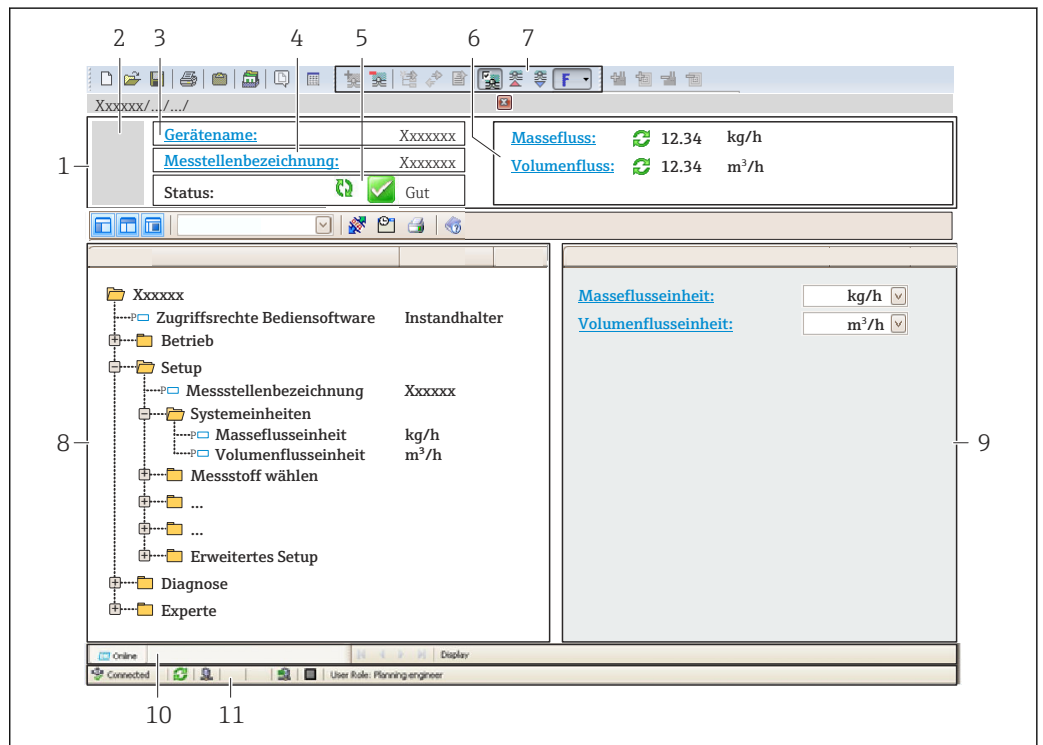 2 3 4 5 6 7
F
Xxxxxx/.../.../
1
Gerätename: Xxxxxxx
Messtellenbezeichnung: Xxxxxxx
Status: Gut
Massefluss: 12.34 kg/h
Volumenfluss: 12.34 m³/h
Xxxxxx
P Zugriffsrechte Bediensoftware Instandhalter
Betrieb
Setup
P Messstellenbezeichnung Xxxxxx
Systemeinheiten
P Masseflusseinheit kg/h
P Volumenflusseinheit m³/h
Messstoff wählen
...
...
Erweitertes Setup
Diagnose
Experte
8
Masseflusseinheit: kg/h
Volumenflusseinheit: m³/h
9
Online Display
Connected User Role: Planning engineer
10 11